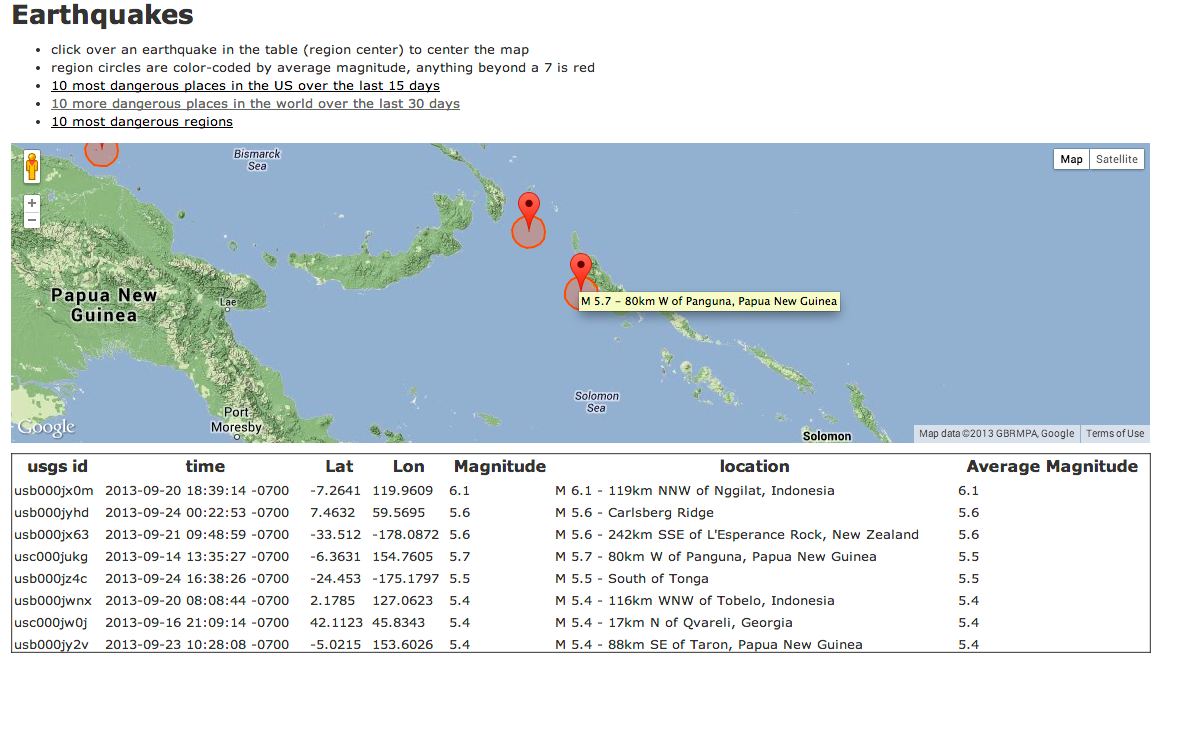 Earthquakes
• click over an earthquake in the table (region center) to center the map
• region circles are color-coded by average magnitude, anything beyond a 7 is red
• 10 most dangerous places in the US over the last 15 days
• 10 more dangerous places in the world over the last 30 days
• 10 most dangerous regions
Bismarck
Sea
Map Satellite
+
−
Papua New
Guinea
Lae
M 5.7 - 80km W of Panguna, Papua New Guinea
Solomon
Sea
Port
Moresby
Google
Solomon
Map data ©2013 GBRMPA, Google Terms of Use
usgs id time Lat Lon Magnitude location Average Magnitude
usb000jx0m 2013-09-20 18:39:14 -0700 -7.2641 119.9609 6.1 M 6.1 - 119km NNW of Nggilat, Indonesia 6.1
usb000jyhd 2013-09-24 00:22:53 -0700 7.4632 59.5695 5.6 M 5.6 - Carlsberg Ridge 5.6
usb000jx63 2013-09-21 09:48:59 -0700 -33.512 -178.0872 5.6 M 5.6 - 242km SSE of L'Esperance Rock, New Zealand 5.6
usc000jukg 2013-09-14 13:35:27 -0700 -6.3631 154.7605 5.7 M 5.7 - 80km W of Panguna, Papua New Guinea 5.5
usb000jz4c 2013-09-24 16:38:26 -0700 -24.453 -175.1797 5.5 M 5.5 - South of Tonga 5.5
usb000jwnx 2013-09-20 08:08:44 -0700 2.1785 127.0623 5.4 M 5.4 - 116km WNW of Tobelo, Indonesia 5.4
usc000jw0j 2013-09-16 21:09:14 -0700 42.1123 45.8343 5.4 M 5.4 - 17km N of Qvareli, Georgia 5.4
usb000jy2v 2013-09-23 10:28:08 -0700 -5.0215 153.6026 5.4 M 5.4 - 88km SE of Taron, Papua New Guinea 5.4